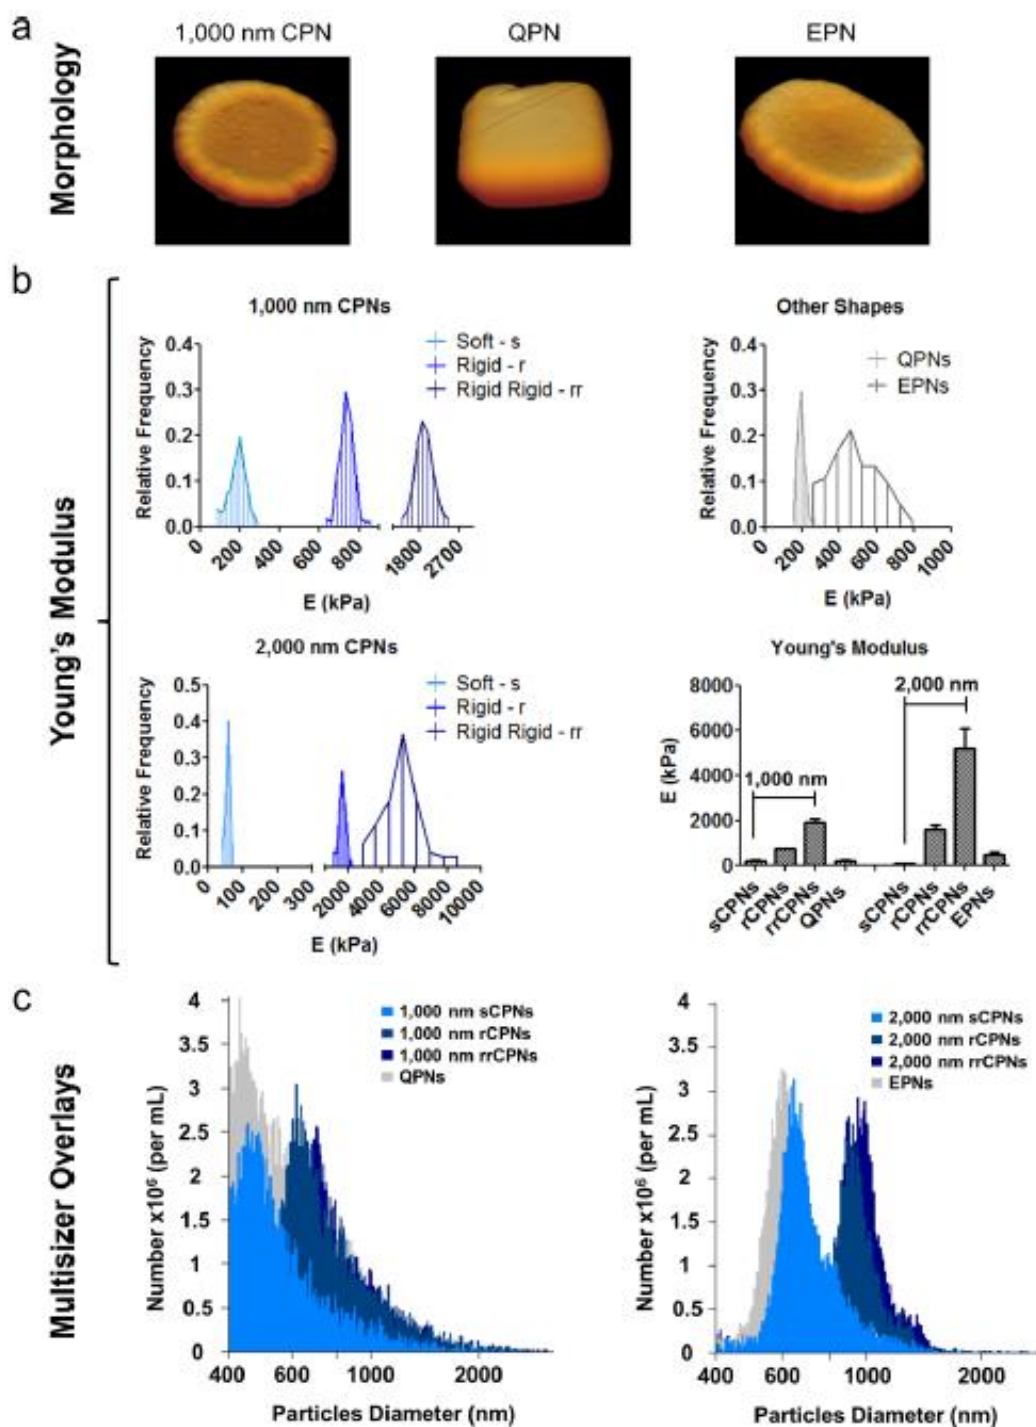 a
1,000 nm CPN
QPN
EPN
Morphology
b
Young's Modulus
1,000 nm CPNs
Soft - s
Rigid - r
Rigid Rigid - rr
Relative Frequency
0.4
0.3
0.2
0.1
0.0
0
200
400
600
800
1800
2700
E (kPa)
Other Shapes
QPNs
EPNs
Relative Frequency
0.4
0.3
0.2
0.1
0.0
0
200
400
600
800
1000
E (kPa)
2,000 nm CPNs
Soft - s
Rigid - r
Rigid Rigid - rr
Relative Frequency
0.5
0.4
0.3
0.2
0.1
0.0
0
100
200
300
2000
4000
6000
8000
10000
E (kPa)
Young's Modulus
E (kPa)
8000
6000
4000
2000
0
1,000 nm
2,000 nm
sCPNs
rCPNs
rrCPNs
QPNs
sCPNs
rCPNs
rrCPNs
EPNs
c
Multisizer Overlays
Number x10⁶ (per mL)
4
3.5
3
2.5
2
1.5
1
0.5
0
1,000 nm sCPNs
1,000 nm rCPNs
1,000 nm rrCPNs
QPNs
400
600
1000
2000
Particles Diameter (nm)
Number x10⁶ (per mL)
4
3.5
3
2.5
2
1.5
1
0.5
0
2,000 nm sCPNs
2,000 nm rCPNs
2,000 nm rrCPNs
EPNs
400
600
1000
2000
Particles Diameter (nm)